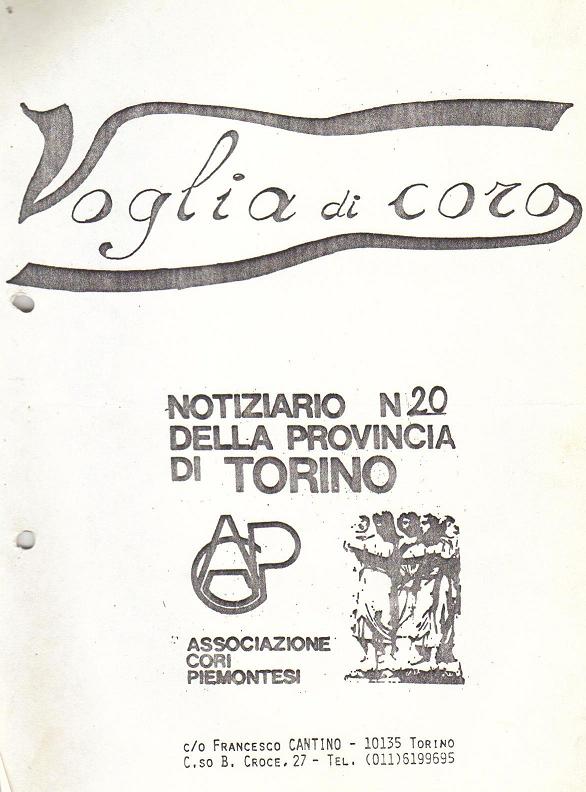 Voglia di coro
NOTIZIARIO N 20
DELLA PROVINCIA
DI TORINO
ACP
ASSOCIAZIONE
CORI
PIEMONTESI
c/o FRANCESCO CANTINO - 10135 TORINO
C.SO B. CROCE, 27 - TEL. (011)6199695